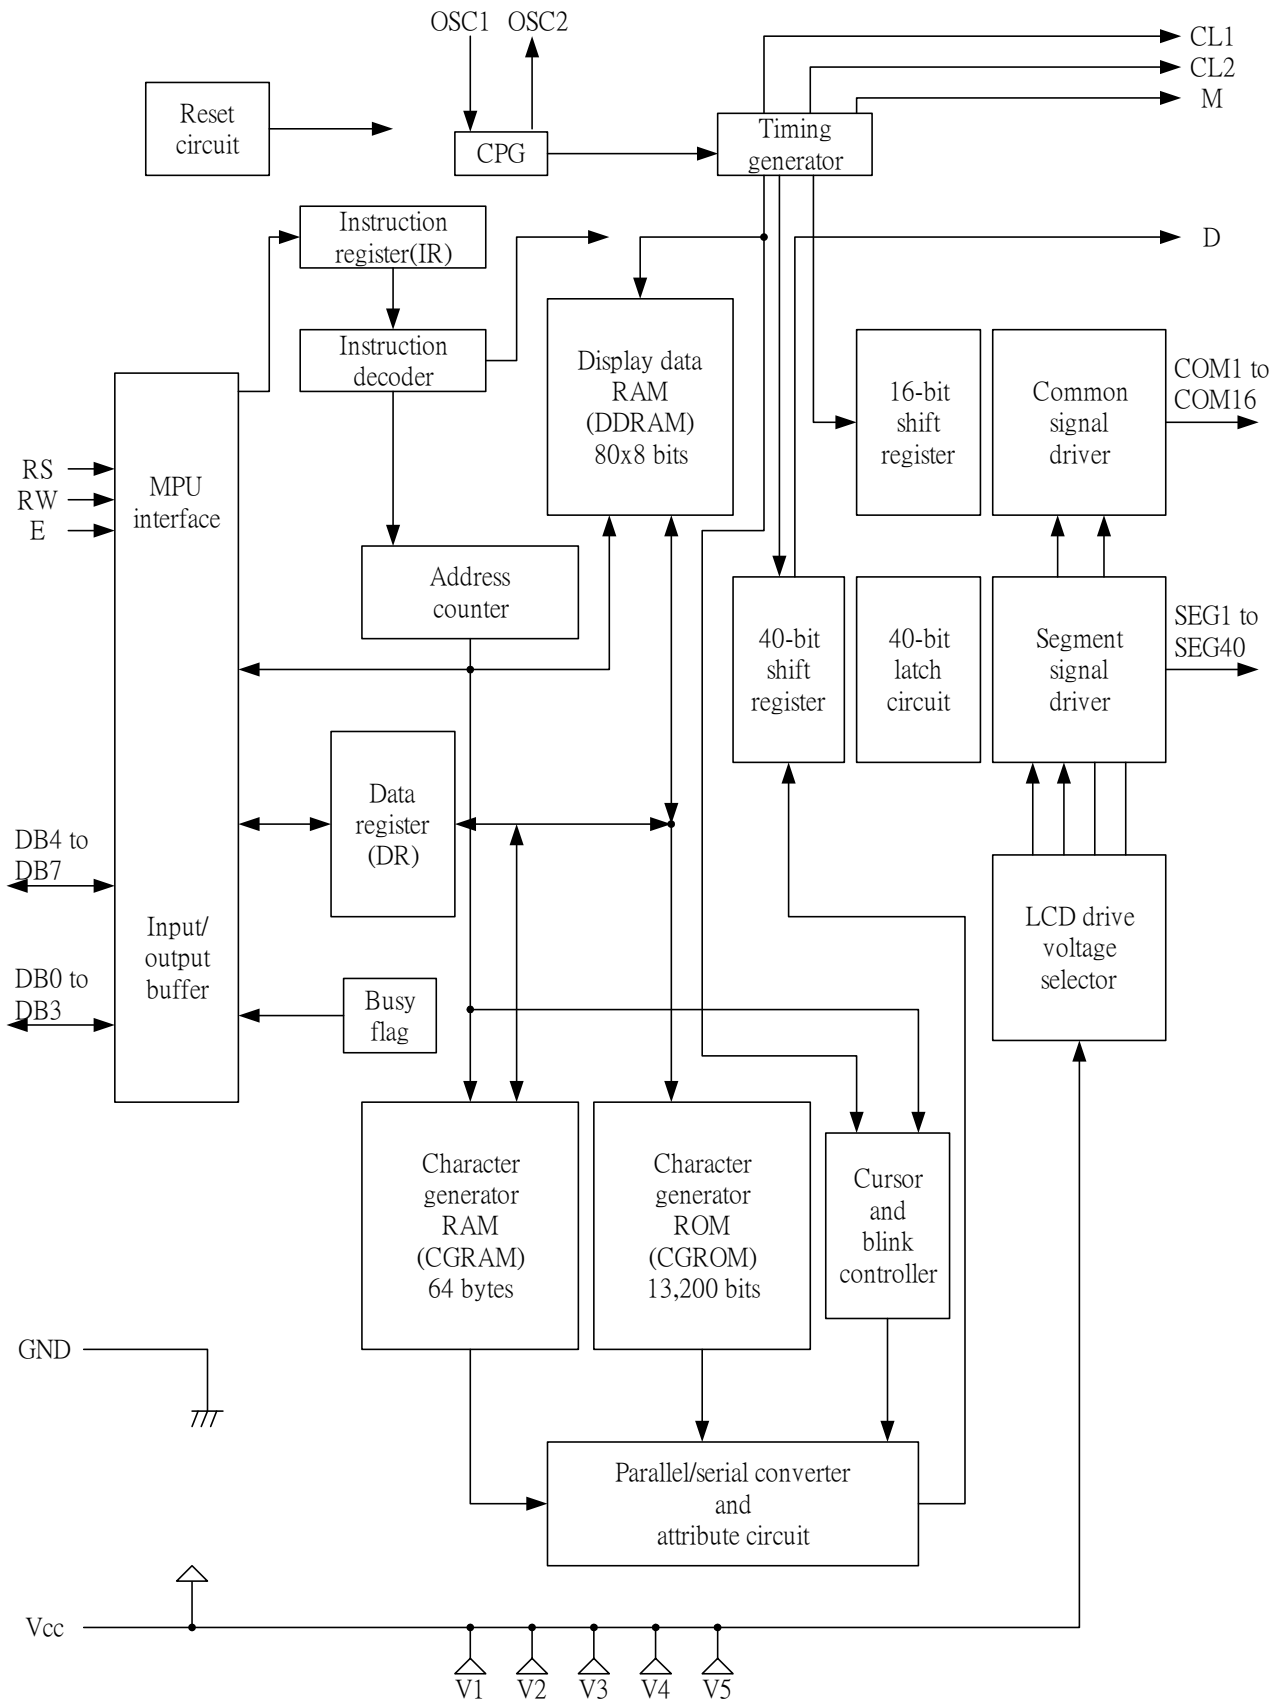 OSC1 OSC2
CL1
CL2
M
Reset
circuit
CPG
Timing
generator
Instruction
register(IR)
D
Instruction
decoder
Display data
RAM
(DDRAM)
80x8 bits
16-bit
shift
register
Common
signal
driver
COM1 to
COM16
RS
RW
E
MPU
interface
Address
counter
40-bit
shift
register
40-bit
latch
circuit
Segment
signal
driver
SEG1 to
SEG40
Data
register
(DR)
DB4 to
DB7
Input/
output
buffer
LCD drive
voltage
selector
DB0 to
DB3
Busy
flag
Character
generator
RAM
(CGRAM)
64 bytes
Character
generator
ROM
(CGROM)
13,200 bits
Cursor
and
blink
controller
GND
Parallel/serial converter
and
attribute circuit
Vcc
V1 V2 V3 V4 V5